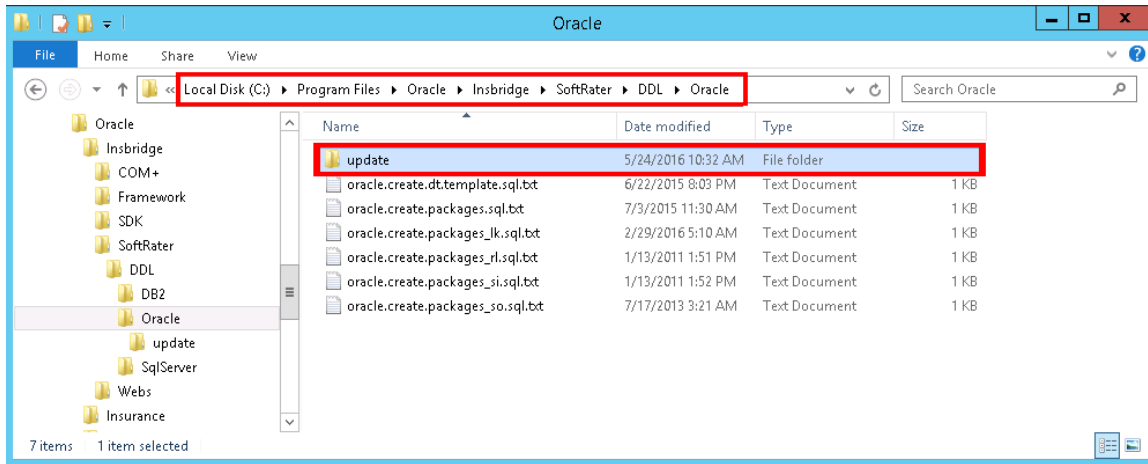 Oracle
File Home Share View
« Local Disk (C:) Program Files Oracle Insbridge SoftRater DDL Oracle Search Oracle
Oracle
Insbridge
COM+
Framework
SDK
SoftRater
DDL
DB2
Oracle
update
SqlServer
Webs
Insurance
Name Date modified Type Size
update 5/24/2016 10:32 AM File folder
oracle.create.dt.template.sql.txt 6/22/2015 8:03 PM Text Document 1 KB
oracle.create.packages.sql.txt 7/3/2015 11:30 AM Text Document 1 KB
oracle.create.packages_lk.sql.txt 2/29/2016 5:10 AM Text Document 1 KB
oracle.create.packages_rl.sql.txt 1/13/2011 1:51 PM Text Document 1 KB
oracle.create.packages_si.sql.txt 1/13/2011 1:52 PM Text Document 1 KB
oracle.create.packages_so.sql.txt 7/17/2013 3:21 AM Text Document 1 KB
7 items 1 item selected